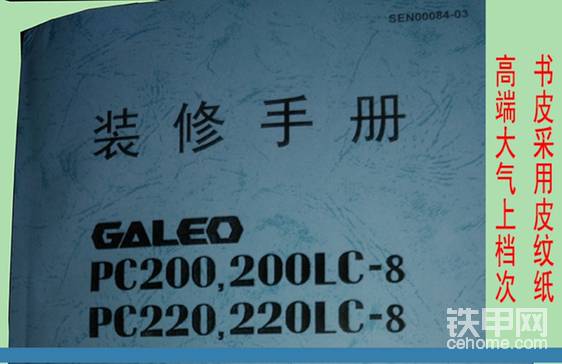 SEN00084-03
装修手册
GALEO
PC200,200LC-8
PC220,220LC-8
书皮采用皮纹纸
高端大气上档次
铁甲网
cehome.com